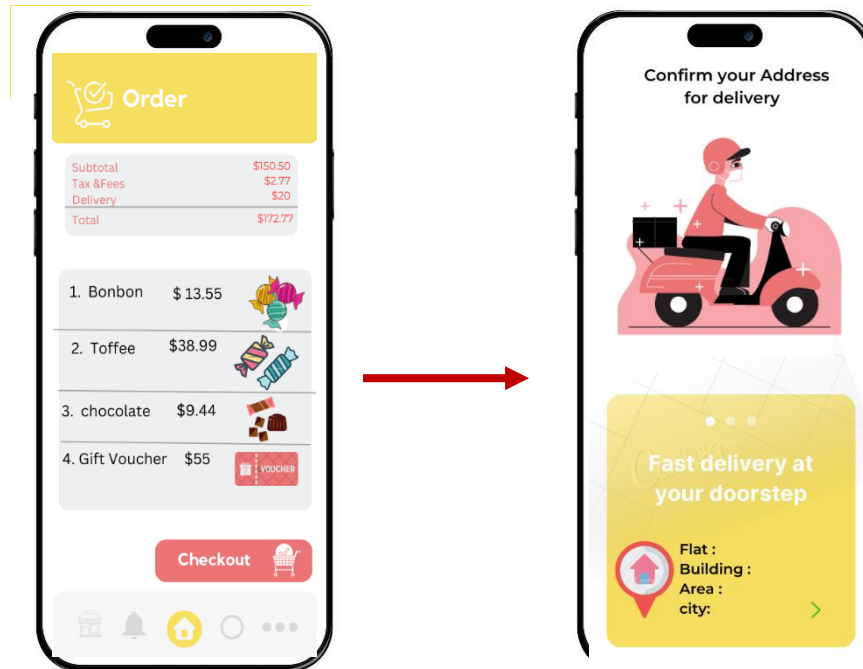 Order
Subtotal $150.50
Tax &Fees $2.77
Delivery $20
Total $172.77
1. Bonbon $ 13.55
2. Toffee $38.99
3. chocolate $9.44
4. Gift Voucher $55
VOUCHER
Checkout
Confirm your Address
for delivery
Fast delivery at
your doorstep
Flat :
Building :
Area :
city: